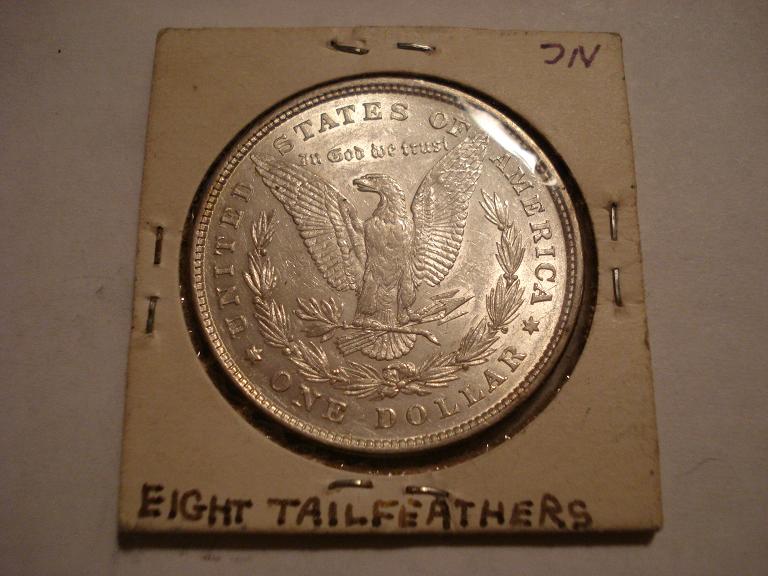 UNITED STATES OF AMERICA
In God we trust
ONE DOLLAR
EIGHT TAILFEATHERS